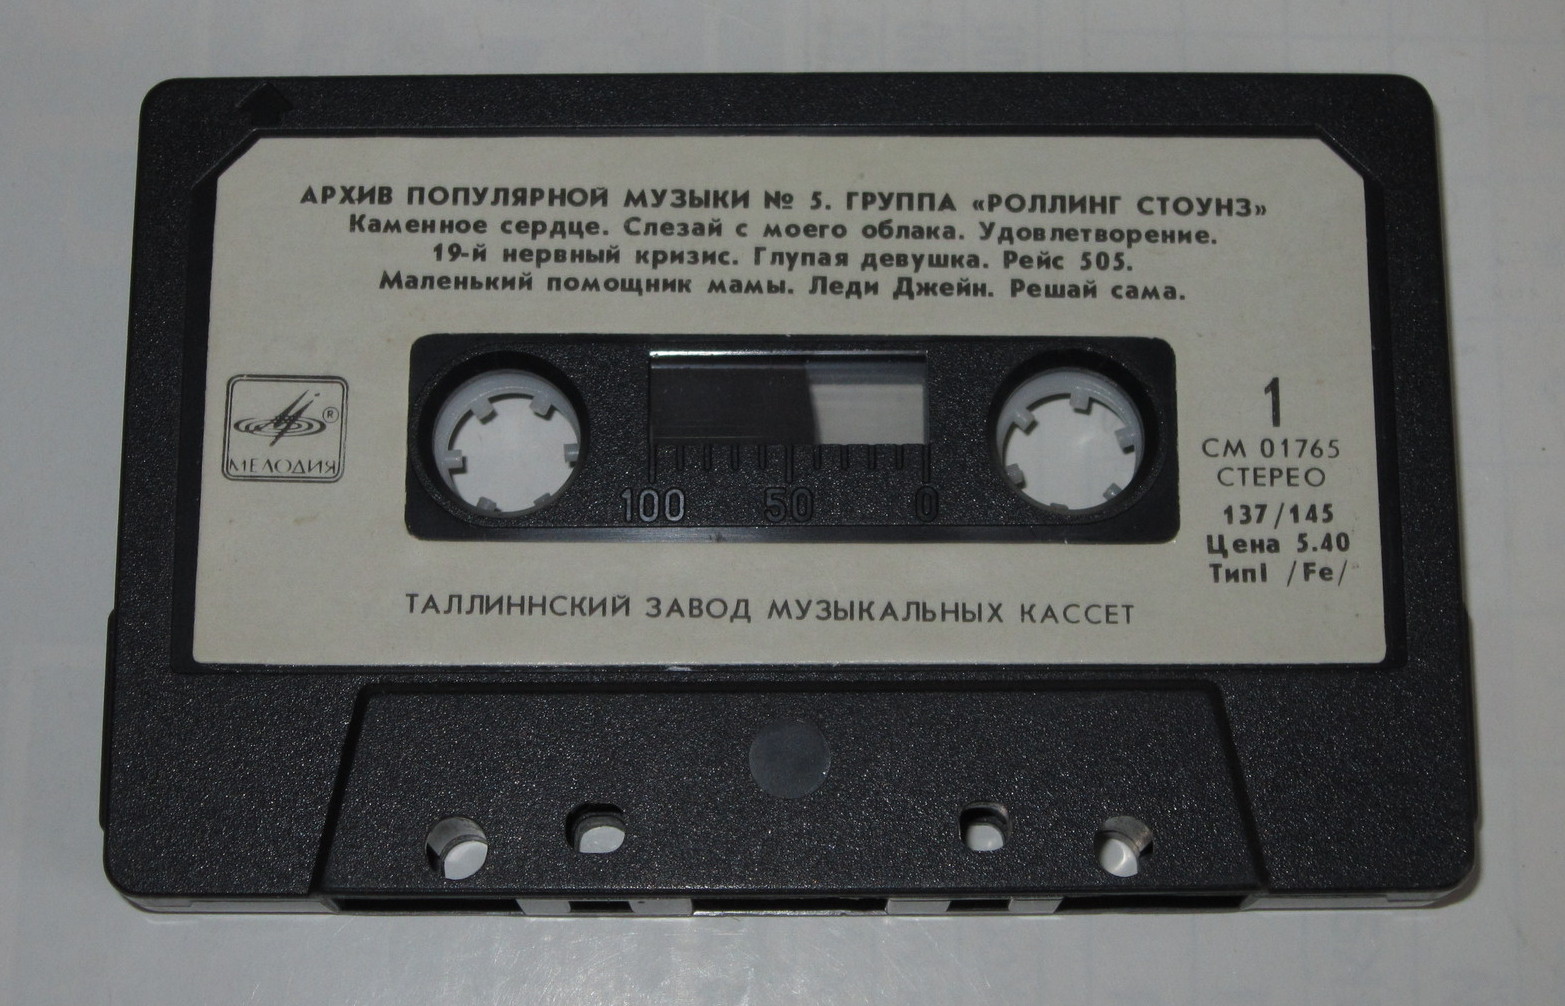 АРХИВ ПОПУЛЯРНОЙ МУЗЫКИ № 5. ГРУППА «РОЛЛИНГ СТОУНЗ»
Каменное сердце. Слезай с моего облака. Удовлетворение.
19-й нервный кризис. Глупая девушка. Рейс 505.
Маленький помощник мамы. Леди Джейн. Решай сама.
®
МЕЛОДИЯ
1
СМ 01765
СТЕРЕО
137/145
Цена 5.40
ТипI /Fe/
100 50 0
ТАЛЛИННСКИЙ ЗАВОД МУЗЫКАЛЬНЫХ КАССЕТ